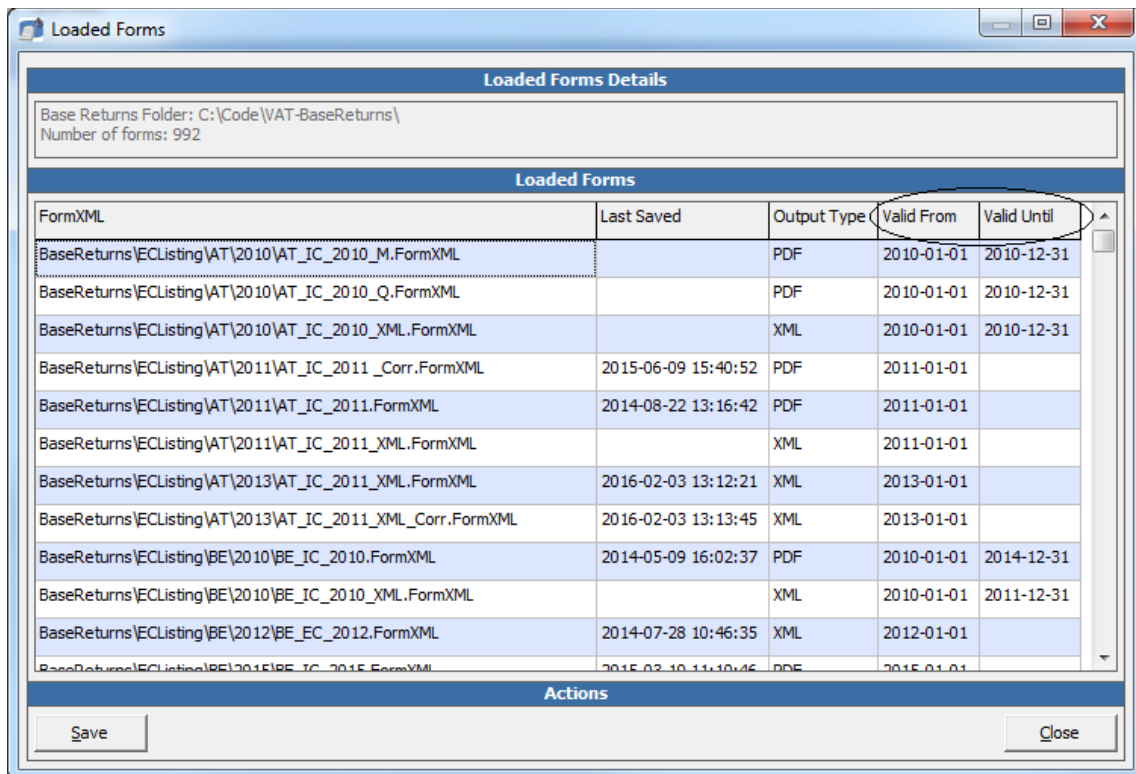 Loaded Forms
Loaded Forms Details
Base Returns Folder: C:\Code\VAT-BaseReturns\
Number of forms: 992
Loaded Forms
FormXML Last Saved Output Type Valid From Valid Until
BaseReturns\ECListing\AT\2010\AT_IC_2010_M.FormXML PDF 2010-01-01 2010-12-31
BaseReturns\ECListing\AT\2010\AT_IC_2010_Q.FormXML PDF 2010-01-01 2010-12-31
BaseReturns\ECListing\AT\2010\AT_IC_2010_XML.FormXML XML 2010-01-01 2010-12-31
BaseReturns\ECListing\AT\2011\AT_IC_2011 _Corr.FormXML 2015-06-09 15:40:52 PDF 2011-01-01
BaseReturns\ECListing\AT\2011\AT_IC_2011.FormXML 2014-08-22 13:16:42 PDF 2011-01-01
BaseReturns\ECListing\AT\2011\AT_IC_2011_XML.FormXML XML 2011-01-01
BaseReturns\ECListing\AT\2013\AT_IC_2011_XML.FormXML 2016-02-03 13:12:21 XML 2013-01-01
BaseReturns\ECListing\AT\2013\AT_IC_2011_XML_Corr.FormXML 2016-02-03 13:13:45 XML 2013-01-01
BaseReturns\ECListing\BE\2010\BE_IC_2010.FormXML 2014-05-09 16:02:37 PDF 2010-01-01 2014-12-31
BaseReturns\ECListing\BE\2010\BE_IC_2010_XML.FormXML XML 2010-01-01 2011-12-31
BaseReturns\ECListing\BE\2012\BE_EC_2012.FormXML 2014-07-28 10:46:35 XML 2012-01-01
BaseReturns\ECListing\BE\2015\BE_IC_2015.FormXML PDF 2015-01-01
Actions
Save Close